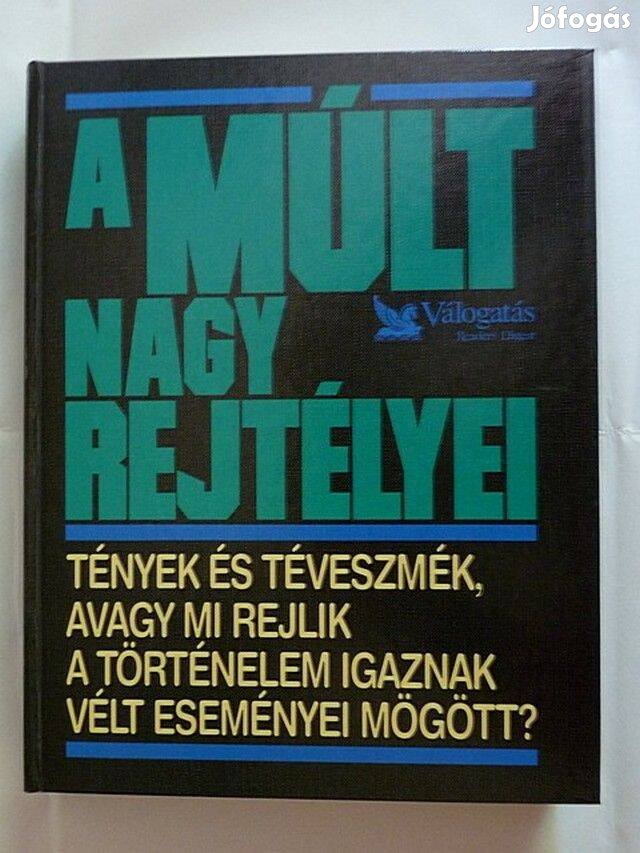 Jófogás
A MÚLT
NAGY
REJTÉLYEI
Válogatás
Reader's Digest
TÉNYEK ÉS TÉVESZMÉK,
AVAGY MI REJLIK
A TÖRTÉNELEM IGAZNAK
VÉLT ESEMÉNYEI MÖGÖTT?